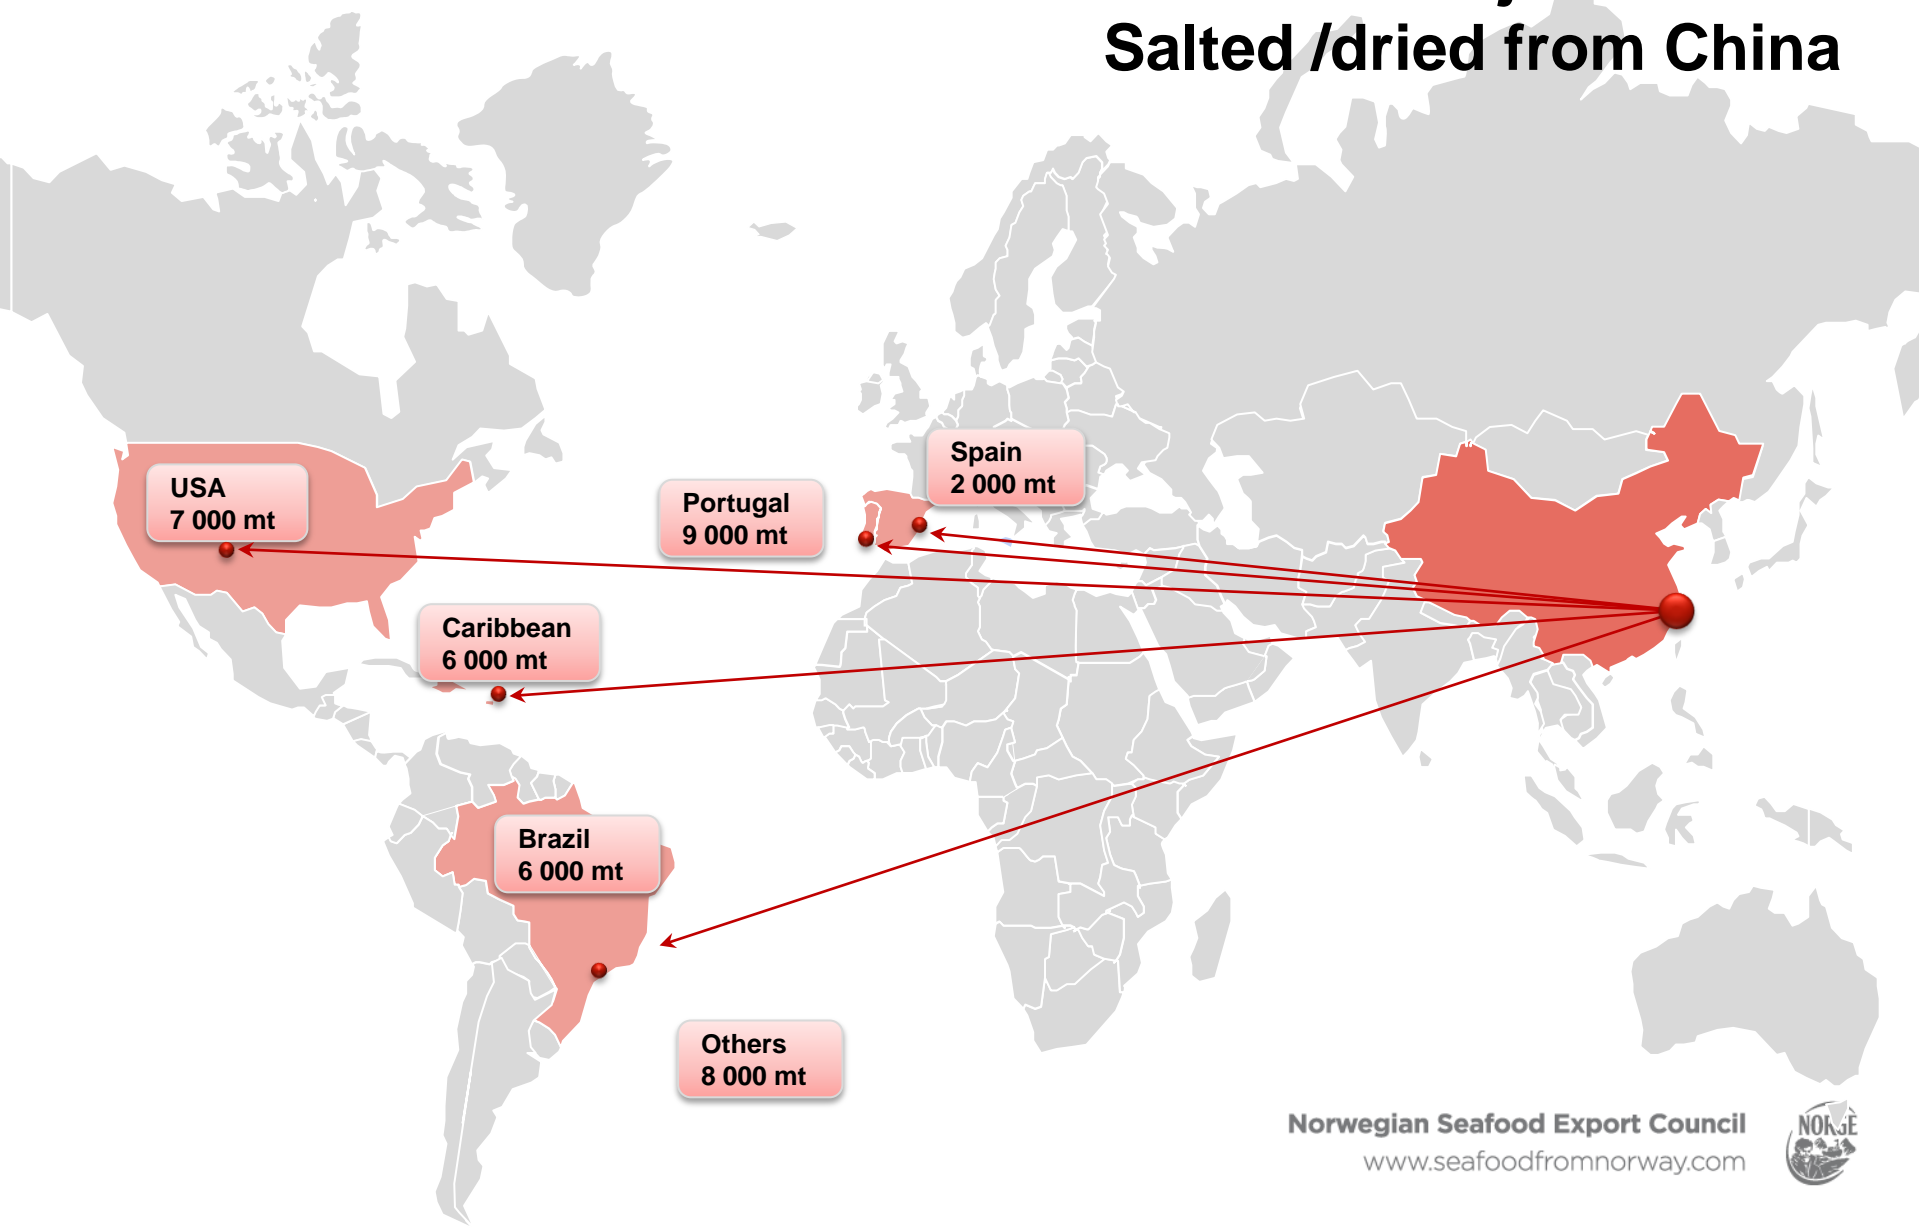 Salted /dried from China
Spain
2 000 mt
USA
7 000 mt
Portugal
9 000 mt
Caribbean
6 000 mt
Brazil
6 000 mt
Others
8 000 mt
Norwegian Seafood Export Council
www.seafoodfromnorway.com
NORGE